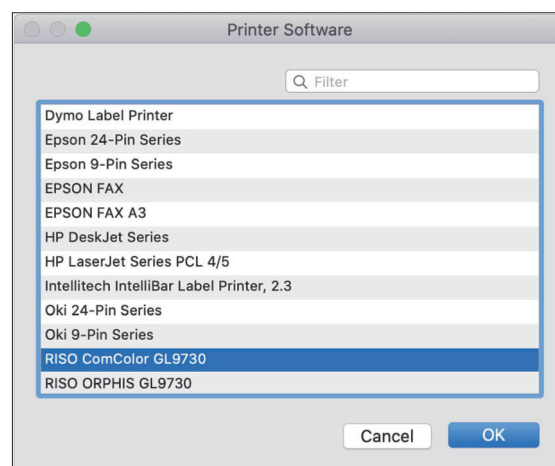 Printer Software
Filter
Dymo Label Printer
Epson 24-Pin Series
Epson 9-Pin Series
EPSON FAX
EPSON FAX A3
HP DeskJet Series
HP LaserJet Series PCL 4/5
Intellitech IntelliBar Label Printer, 2.3
Oki 24-Pin Series
Oki 9-Pin Series
RISO ComColor GL9730
RISO ORPHIS GL9730
Cancel OK